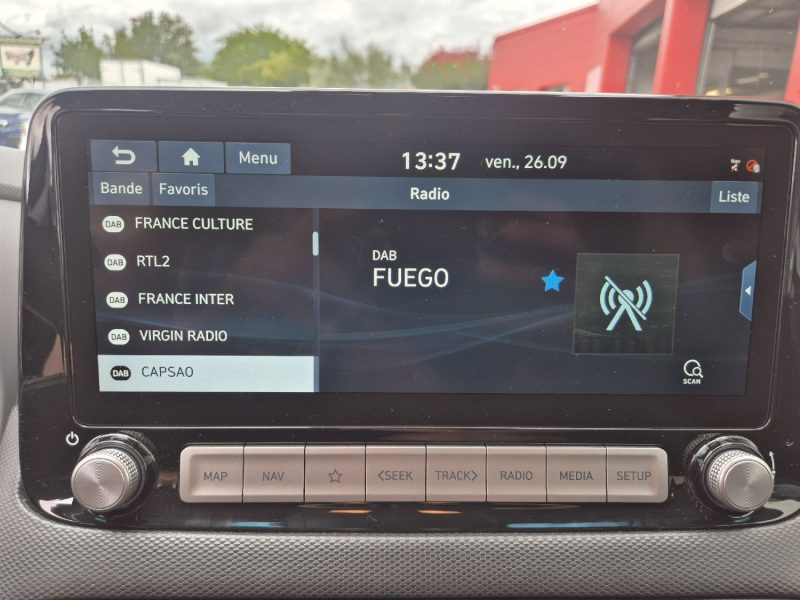 Menu
13:37 ven., 26.09
Nav
Bande Favoris Radio Liste
DAB FRANCE CULTURE
DAB RTL2
DAB FRANCE INTER
DAB VIRGIN RADIO
DAB CAPSAO
DAB
FUEGO
SCAN
MAP NAV <SEEK TRACK> RADIO MEDIA SETUP